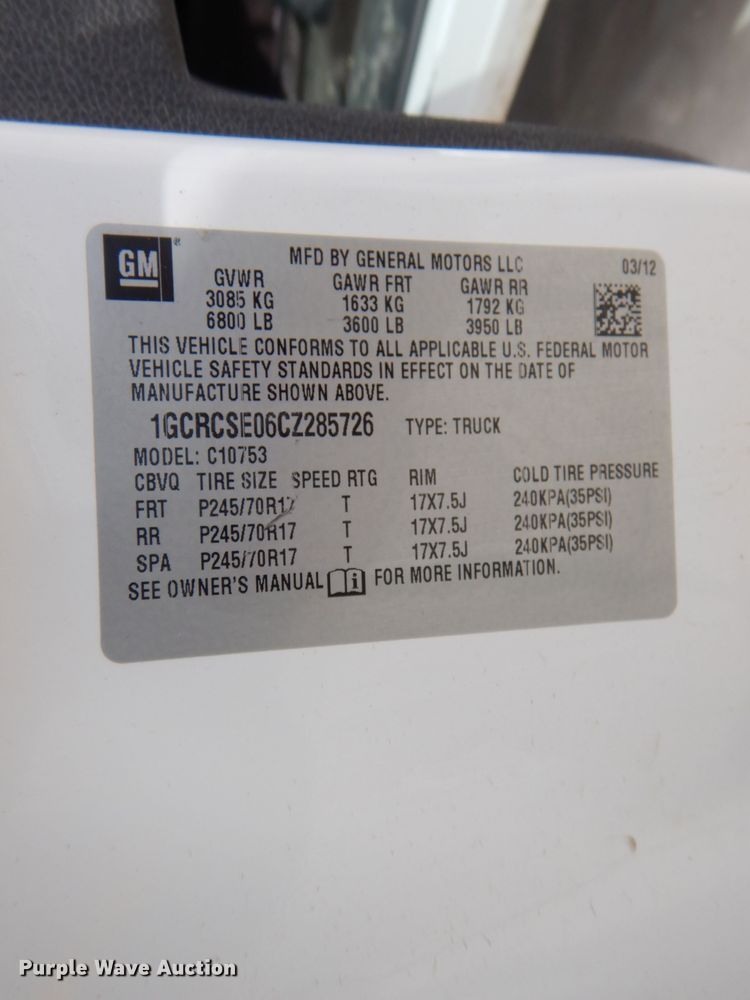 GM®
MFD BY GENERAL MOTORS LLC 03/12
GVWR GAWR FRT GAWR RR
3085 KG 1633 KG 1792 KG
6800 LB 3600 LB 3950 LB
THIS VEHICLE CONFORMS TO ALL APPLICABLE U.S. FEDERAL MOTOR
VEHICLE SAFETY STANDARDS IN EFFECT ON THE DATE OF
MANUFACTURE SHOWN ABOVE.
1GCRCSE06CZ285726 TYPE: TRUCK
MODEL: C10753
CBVQ TIRE SIZE SPEED RTG RIM COLD TIRE PRESSURE
FRT P245/70R17 T 17X7.5J 240KPA(35PSI)
RR P245/70R17 T 17X7.5J 240KPA(35PSI)
SPA P245/70R17 T 17X7.5J 240KPA(35PSI)
SEE OWNER'S MANUAL i FOR MORE INFORMATION.
Purple Wave Auction